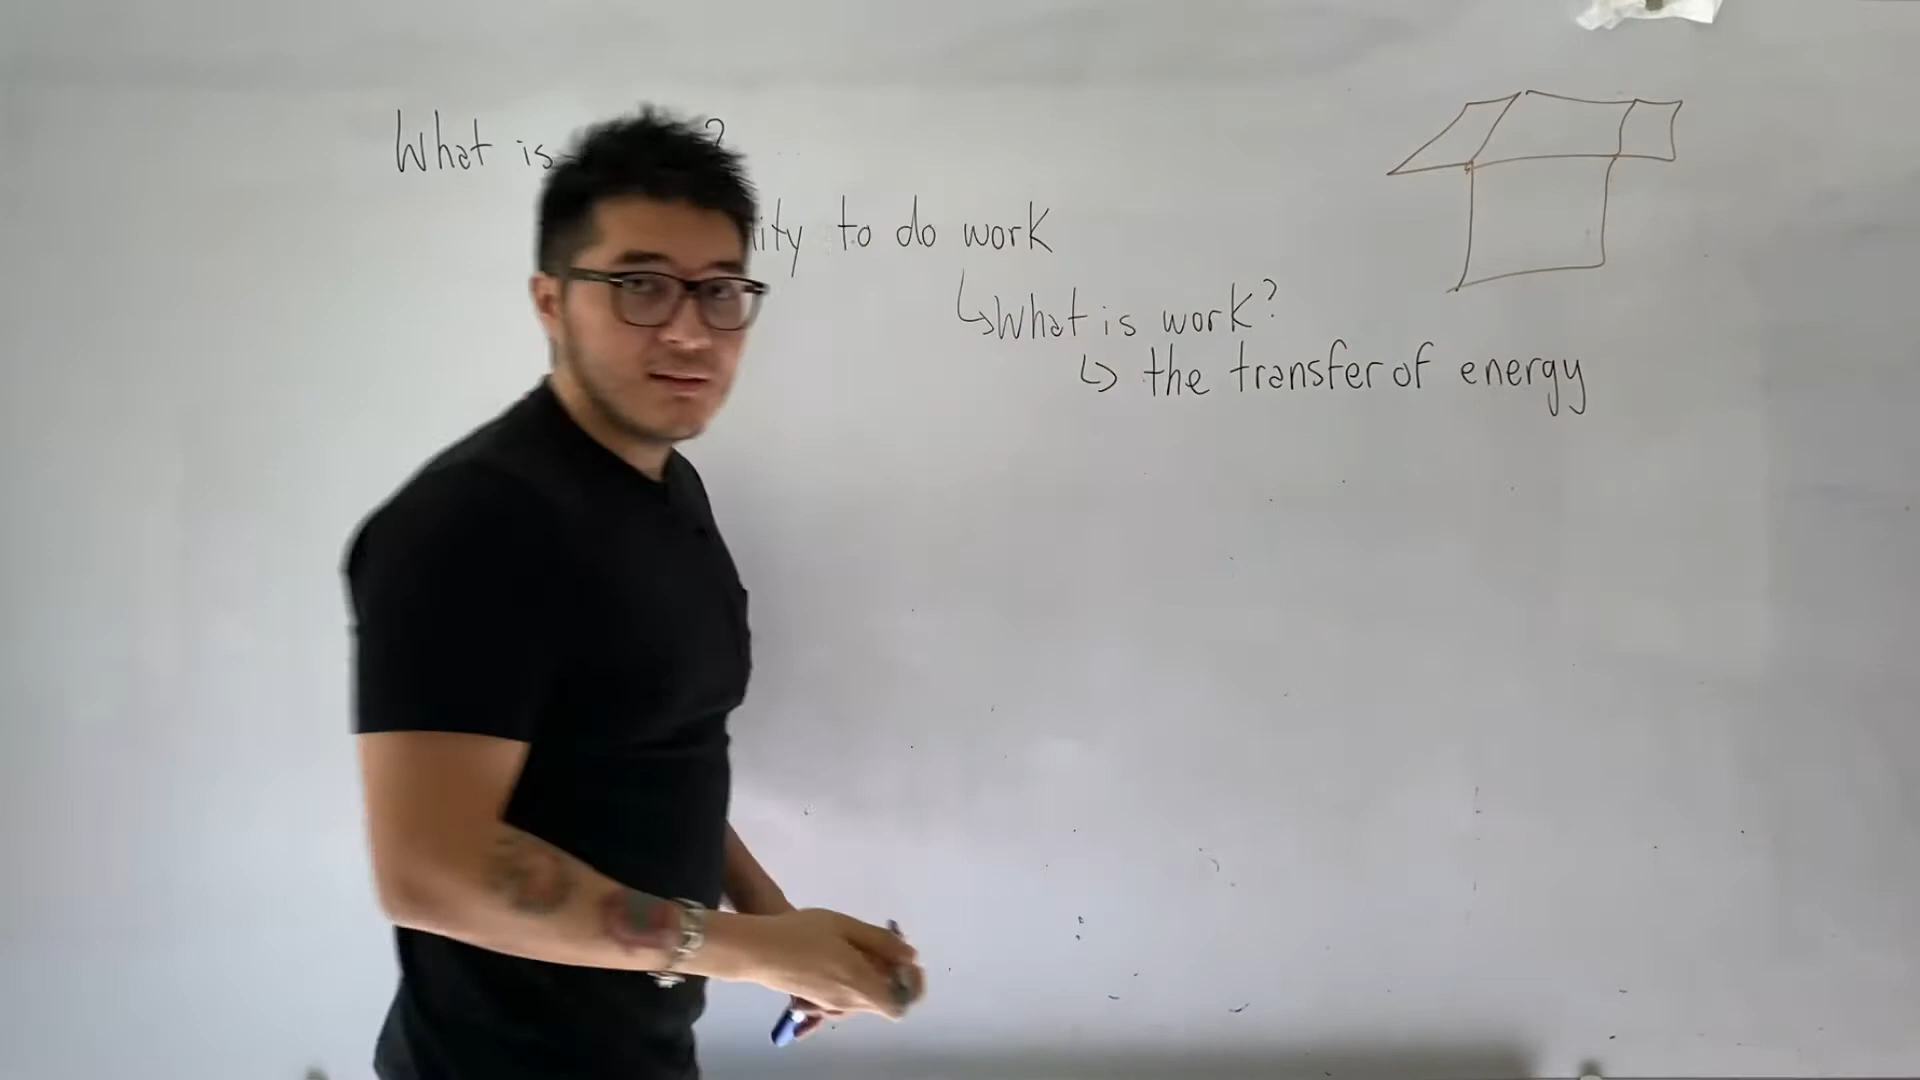 What is ?
to do work
What is work?
the transfer of energy